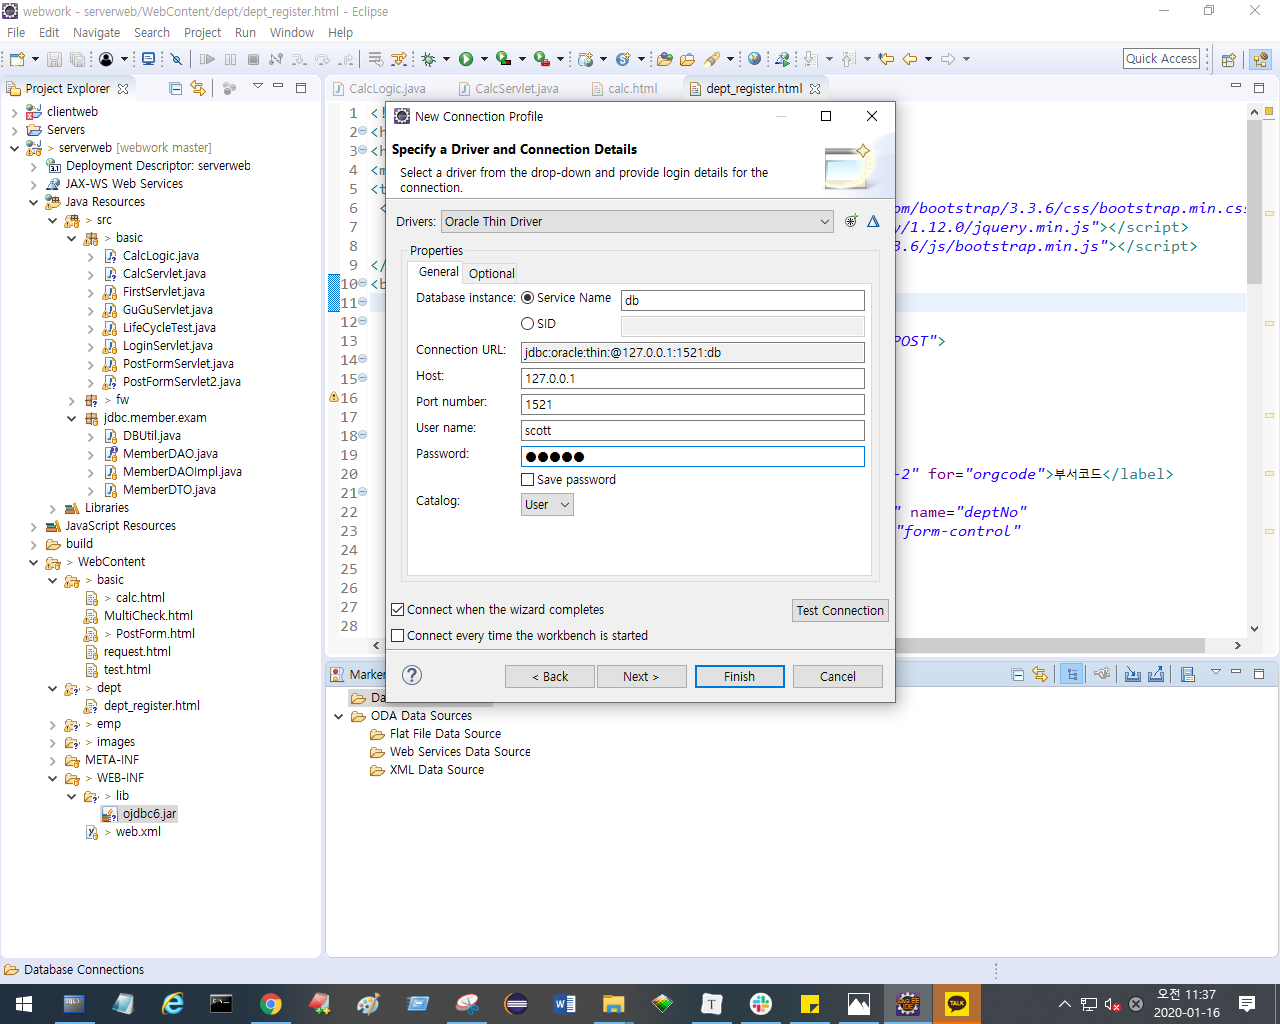 webwork - serverweb/WebContent/dept/dept_register.html - Eclipse
File Edit Navigate Search Project Run Window Help
Quick Access
Project Explorer
CalcLogic.java
CalcServlet.java
calc.html
dept_register.html
clientweb
Servers
> serverweb [webwork master]
Deployment Descriptor: serverweb
JAX-WS Web Services
Java Resources
> src
> basic
CalcLogic.java
CalcServlet.java
FirstServlet.java
GuGuServlet.java
LifeCycleTest.java
LoginServlet.java
PostFormServlet.java
PostFormServlet2.java
> fw
jdbc.member.exam
DBUtil.java
MemberDAO.java
MemberDAOImpl.java
MemberDTO.java
Libraries
JavaScript Resources
build
> WebContent
> basic
> calc.html
MultiCheck.html
> PostForm.html
request.html
test.html
> dept
dept_register.html
> emp
> images
META-INF
> WEB-INF
> lib
ojdbc6.jar
> web.xml
1 <!
2 <h
3 <h
4 <m
5 <t
6 < om/bootstrap/3.3.6/css/bootstrap.min.css
7 y/1.12.0/jquery.min.js"></script>
8 3.6/js/bootstrap.min.js"></script>
9 </
10 <b
11
12
13 POST">
14
15
16
17
18
19
20 -2" for="orgcode">부서코드</label>
21
22 " name="deptNo"
23 "form-control"
24
25
26
27
28
New Connection Profile
Specify a Driver and Connection Details
Select a driver from the drop-down and provide login details for the
connection.
Drivers: Oracle Thin Driver
Properties
General Optional
Database instance: Service Name db
SID
Connection URL: jdbc:oracle:thin:@127.0.0.1:1521:db
Host: 127.0.0.1
Port number: 1521
User name: scott
Password: ●●●●●
Save password
Catalog: User
Connect when the wizard completes
Test Connection
Connect every time the workbench is started
< Back Next > Finish Cancel
Marker
Da
ODA Data Sources
Flat File Data Source
Web Services Data Source
XML Data Source
Database Connections
SQL>
C:\_
W
T
JAVA EE
IDE
TALK
오전 11:37
2020-01-16